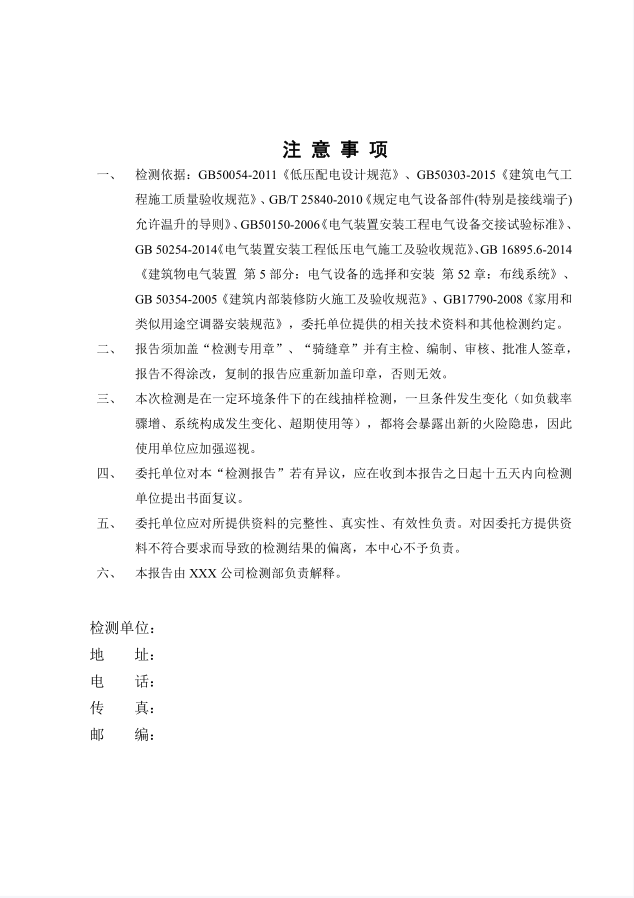 注 意 事 项
一、 检测依据：GB50054-2011《低压配电设计规范》、GB50303-2015《建筑电气工
程施工质量验收规范》、GB/T 25840-2010《规定电气设备部件(特别是接线端子)
允许温升的导则》、GB50150-2006《电气装置安装工程电气设备交接试验标准》、
GB 50254-2014《电气装置安装工程低压电气施工及验收规范》、GB 16895.6-2014
《建筑物电气装置 第 5 部分：电气设备的选择和安装 第 52 章：布线系统》、
GB 50354-2005《建筑内部装修防火施工及验收规范》、GB17790-2008《家用和
类似用途空调器安装规范》，委托单位提供的相关技术资料和其他检测约定。
二、 报告须加盖“检测专用章”、“骑缝章”并有主检、编制、审核、批准人签章，
报告不得涂改，复制的报告应重新加盖印章，否则无效。
三、 本次检测是在一定环境条件下的在线抽样检测，一旦条件发生变化（如负载率
骤增、系统构成发生变化、超期使用等），都将会暴露出新的火险隐患，因此
使用单位应加强巡视。
四、 委托单位对本“检测报告”若有异议，应在收到本报告之日起十五天内向检测
单位提出书面复议。
五、 委托单位应对所提供资料的完整性、真实性、有效性负责。对因委托方提供资
料不符合要求而导致的检测结果的偏离，本中心不予负责。
六、 本报告由 XXX 公司检测部负责解释。
检测单位：
地 址：
电 话：
传 真：
邮 编：